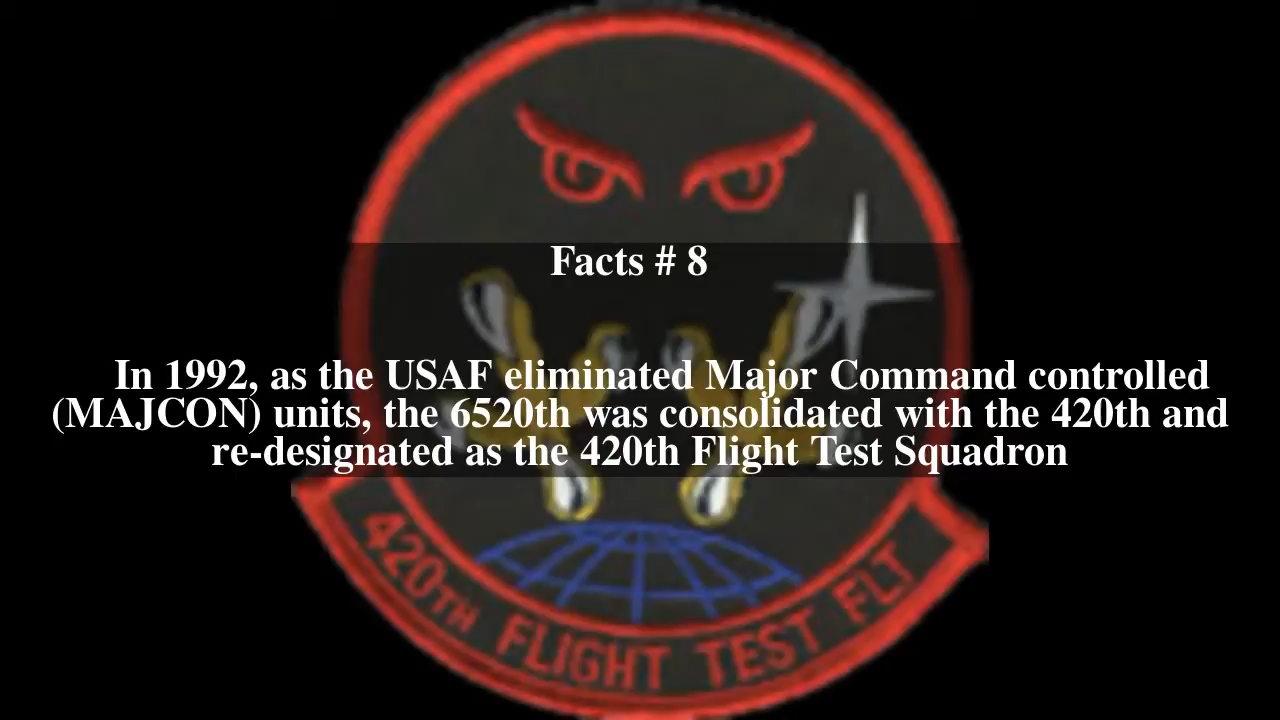 Facts # 8
In 1992, as the USAF eliminated Major Command controlled
(MAJCON) units, the 6520th was consolidated with the 420th and
re-designated as the 420th Flight Test Squadron
420TH FLIGHT TEST FLT